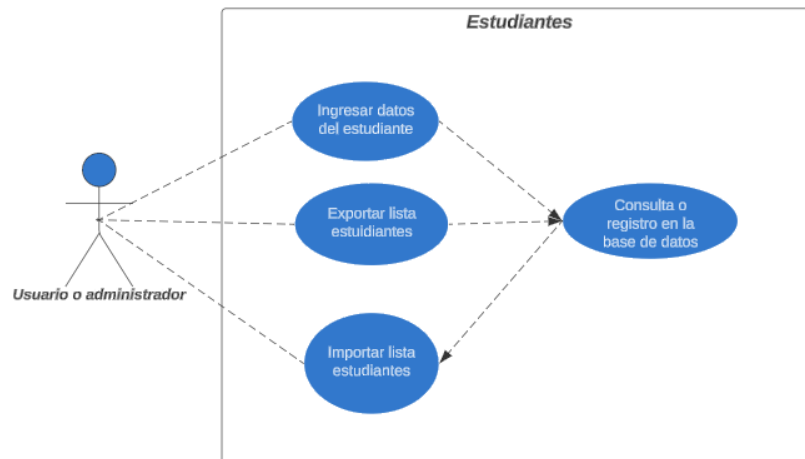 Estudiantes
Ingresar datos
del estudiante
Exportar lista
estuidiantes
Consulta o
registro en la
base de datos
Usuario o administrador
Importar lista
estudiantes